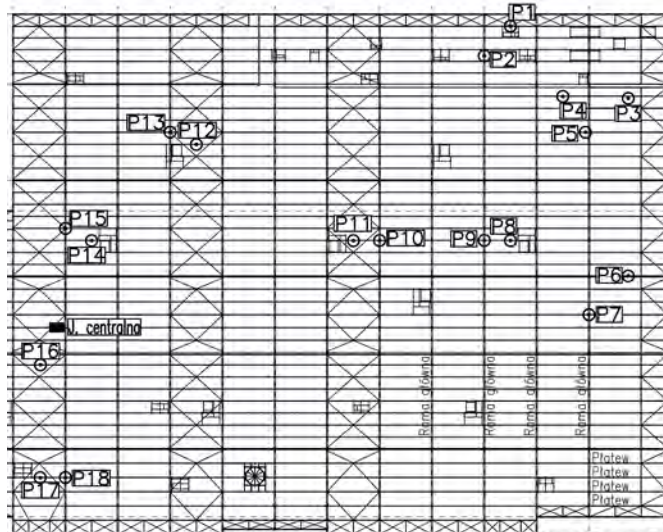 P1
P2
P3
P4
P5
P13
P12
P15
P14
P11
P10
P9
P8
P6
P7
J. centralna
P16
Rama główna
Rama główna
Rama główna
Rama główna
P17
P18
Płatew
Płatew
Płatew
Płatew